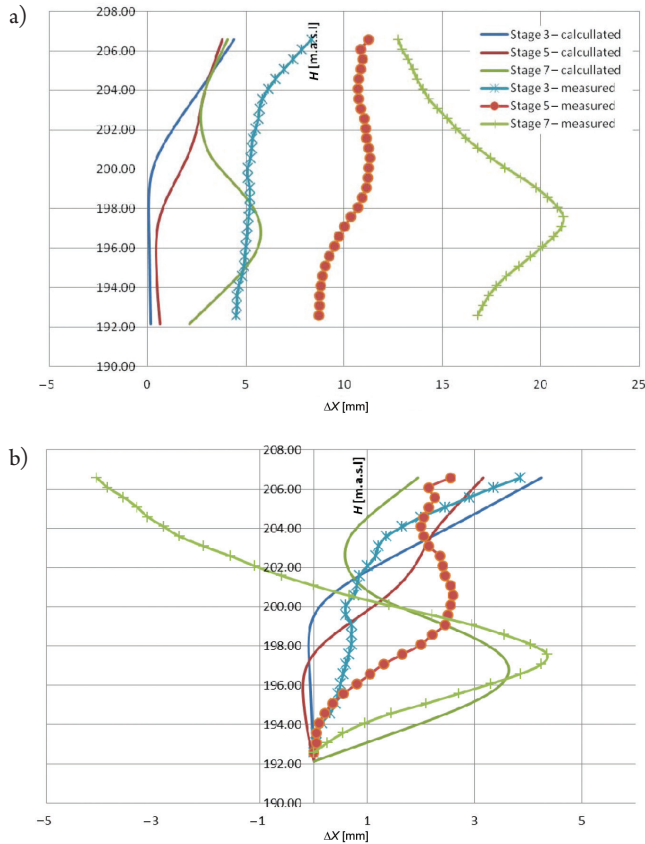 a)
208.00
206.00
204.00
202.00
200.00
198.00
196.00
194.00
192.00
190.00
H [m.a.s.l]
Stage 3 – calcullated
Stage 5 – calcullated
Stage 7 – calcullated
Stage 3 – measured
Stage 5 – measured
Stage 7 – measured
−5 0 5 10 15 20 25
ΔX [mm]
b)
208.00
206.00
204.00
202.00
200.00
198.00
196.00
194.00
192.00
190.00
H [m.a.s.l]
−5 −3 −1 1 3 5
ΔX [mm]